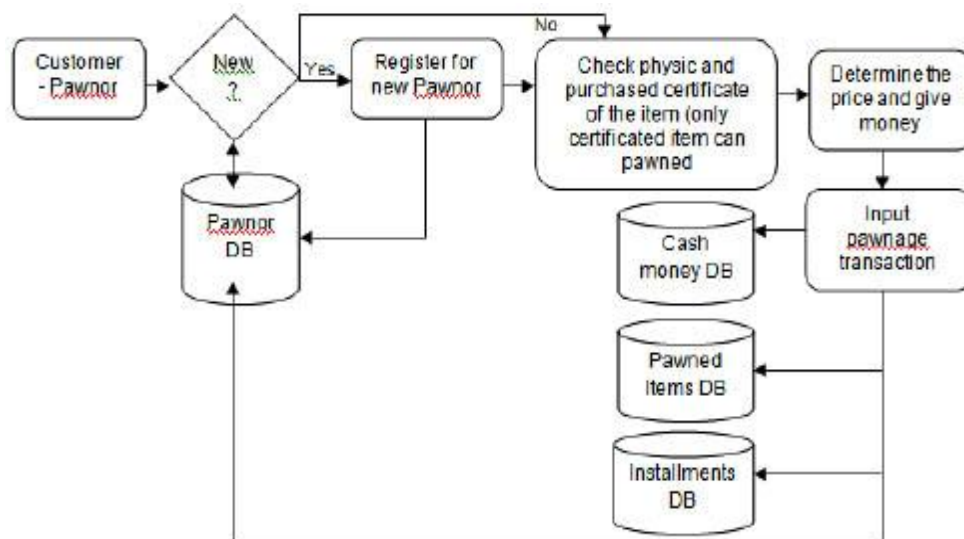 Customer
- Pawnor
New
?
Yes
No
Register for
new Pawnor
Check physic and
purchased certificate
of the item (only
certificated item can
pawned
Determine the
price and give
money
Pawnor
DB
Cash
money DB
Input
pawnage
transaction
Pawned
Items DB
Installments
DB